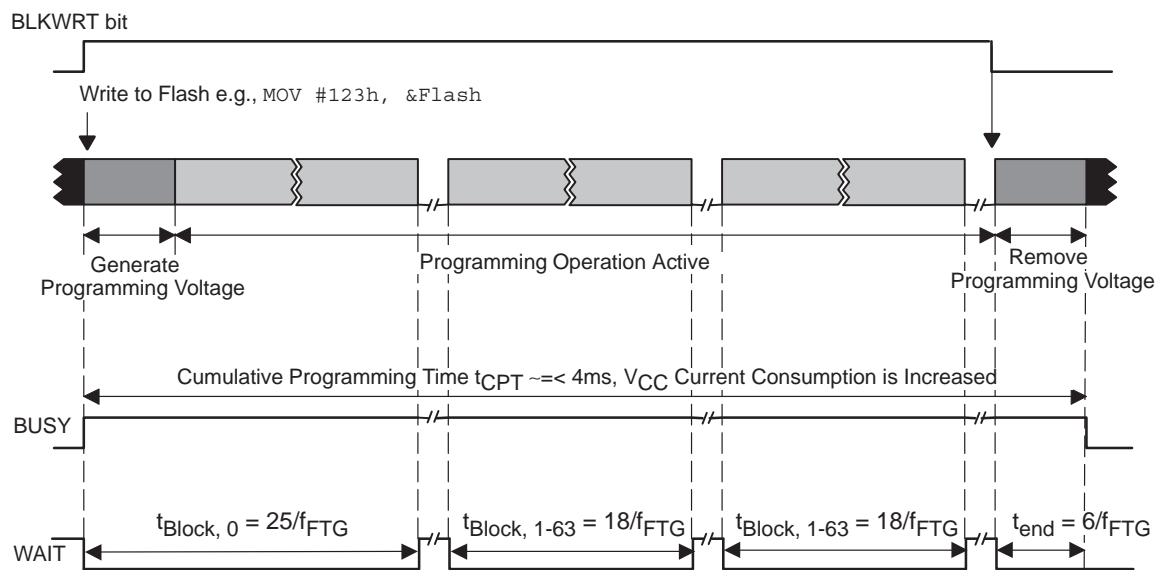 BLKWRT bit
Write to Flash e.g., MOV #123h, &Flash
Generate
Programming Voltage
Programming Operation Active
Remove
Programming Voltage
Cumulative Programming Time tCPT ~=< 4ms, VCC Current Consumption is Increased
BUSY
tBlock, 0 = 25/fFTG
tBlock, 1-63 = 18/fFTG
tBlock, 1-63 = 18/fFTG
tend = 6/fFTG
WAIT